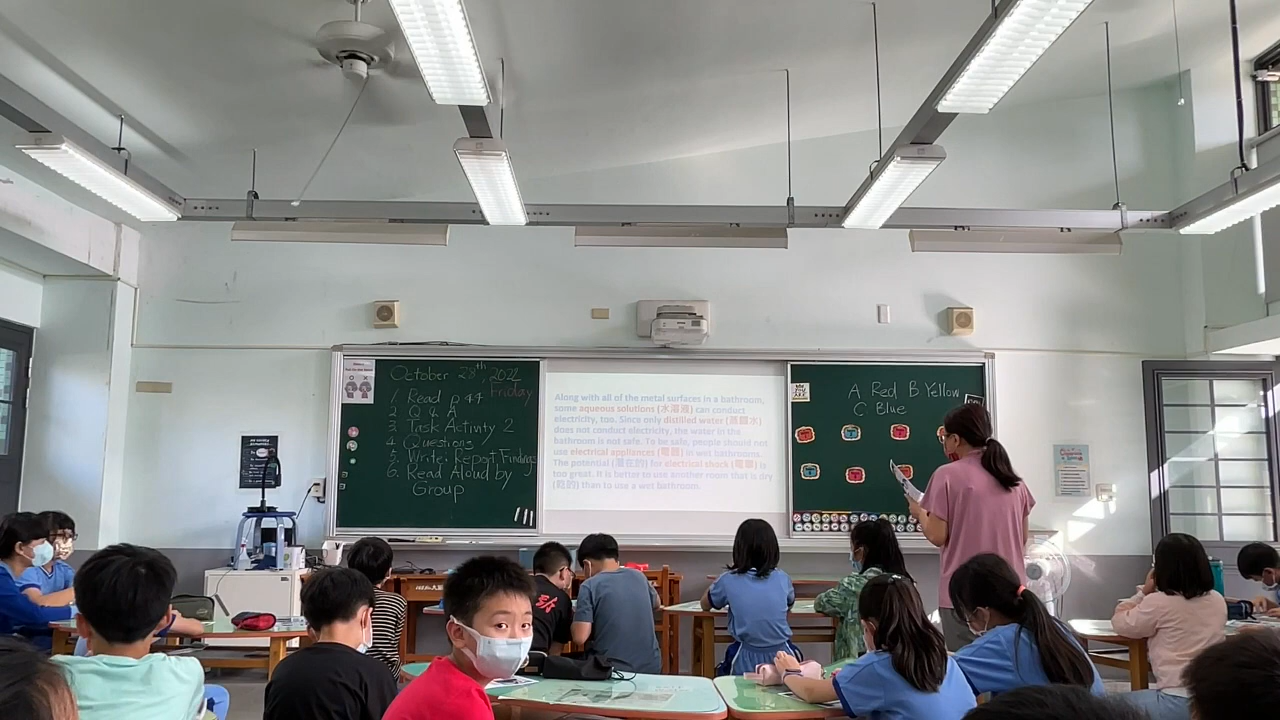 October 28th, 2022
Friday
1. Read p 44
2. Q & A
3. Task Activity 2
4. Questions
5. Write: Report Findings
6. Read Aloud by
Group
Along with all of the metal surfaces in a bathroom,
some aqueous solutions (水溶液) can conduct
electricity, too. Since only distilled water (蒸餾水)
does not conduct electricity, the water in the
bathroom is not safe. To be safe, people should not
use electrical appliances (電器) in wet bathrooms.
The potential (潛在的) for electrical shock (電擊) is
too great. It is better to use another room that is dry
(乾的) than to use a wet bathroom.
A Red B Yellow
C Blue